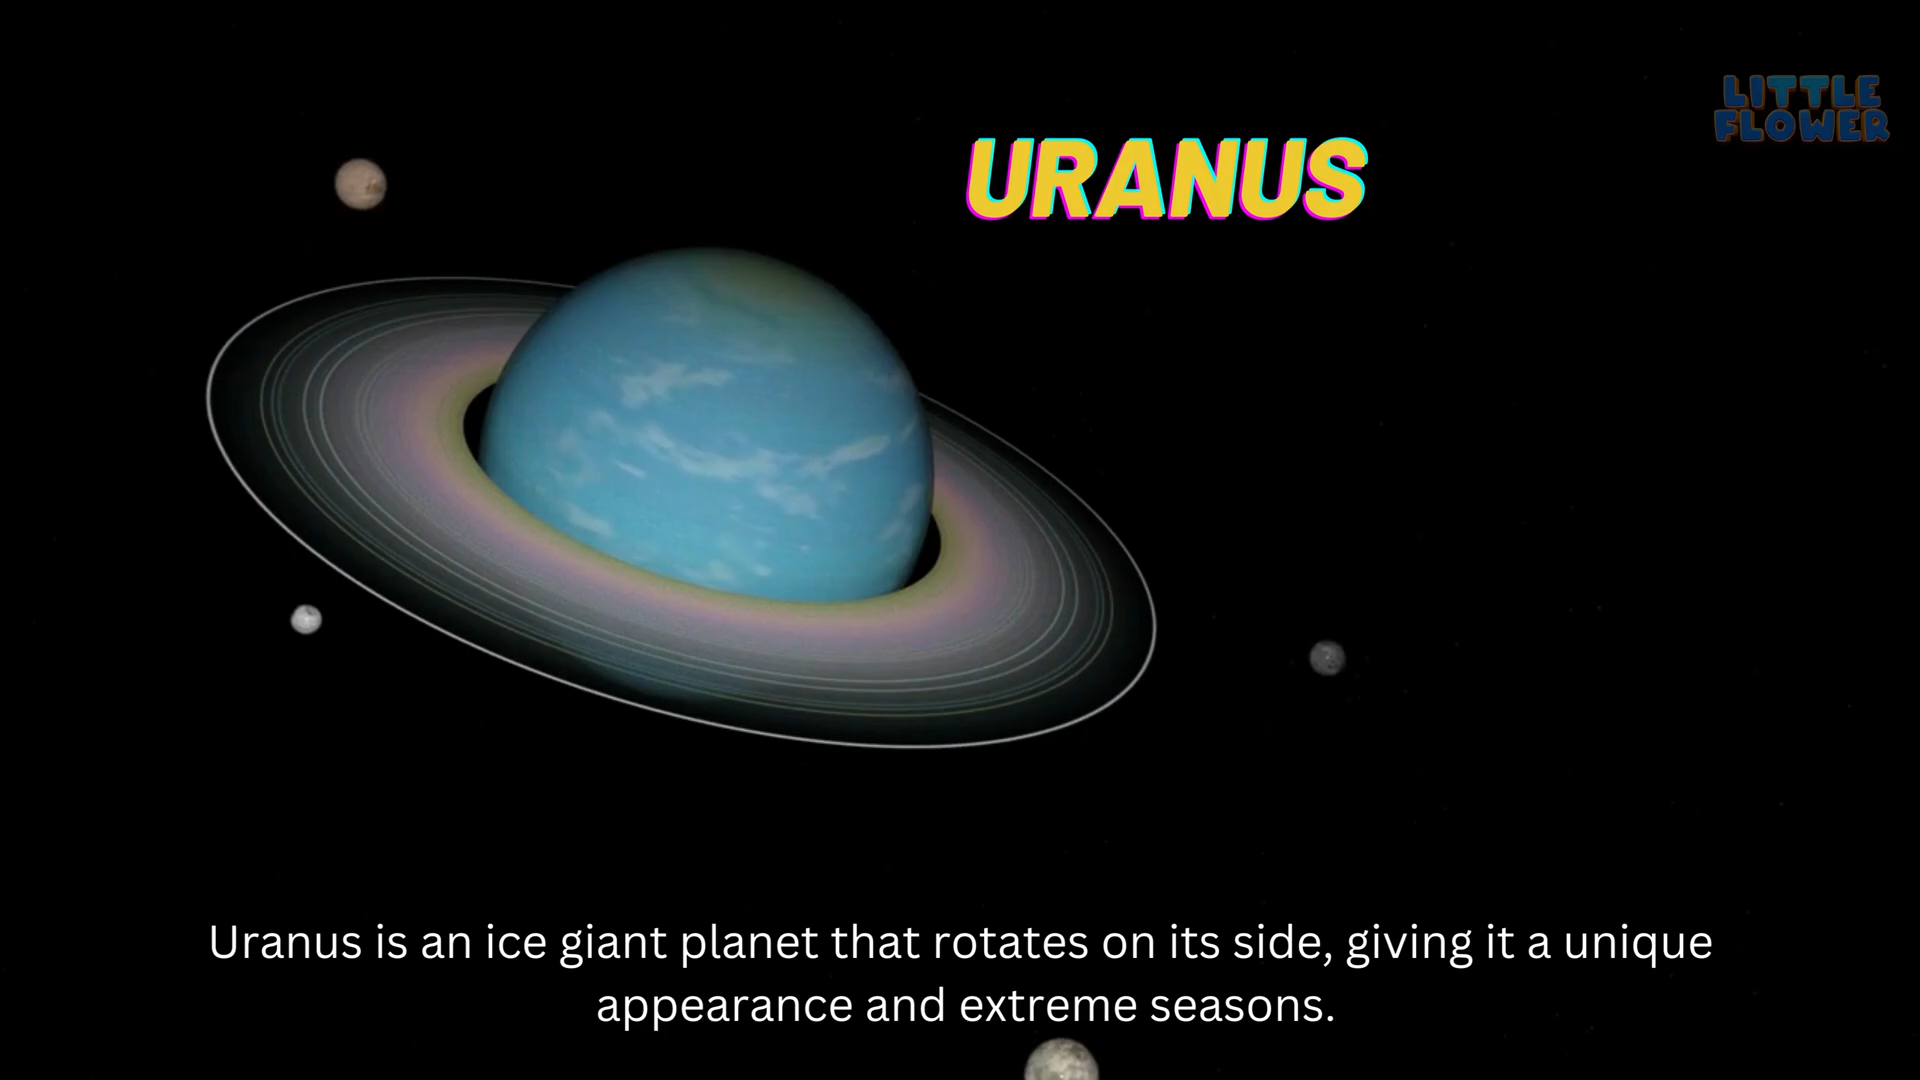 LITTLE
FLOWER
URANUS
Uranus is an ice giant planet that rotates on its side, giving it a unique
appearance and extreme seasons.